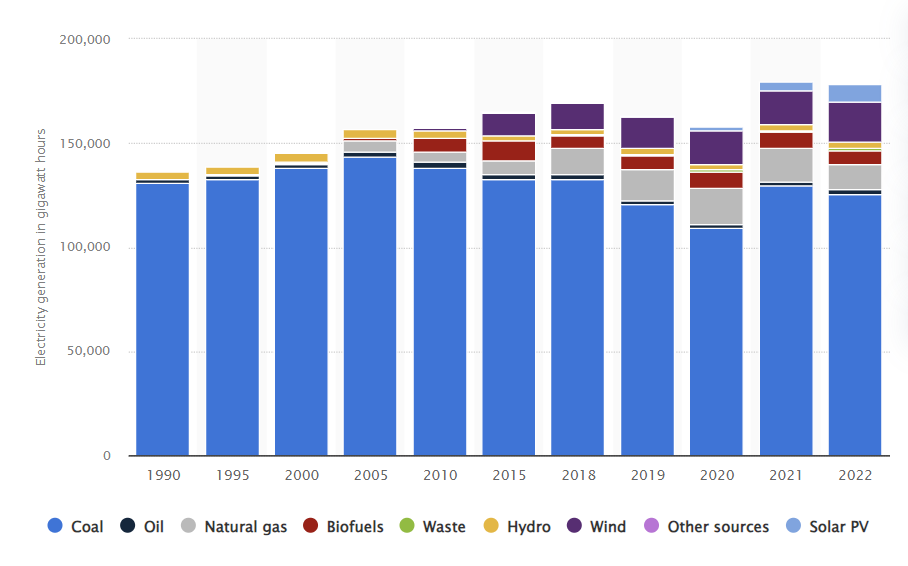 200,000
150,000
100,000
50,000
0
Electricity generation in gigawatt hours
1990 1995 2000 2005 2010 2015 2018 2019 2020 2021 2022
Coal Oil Natural gas Biofuels Waste Hydro Wind Other sources Solar PV